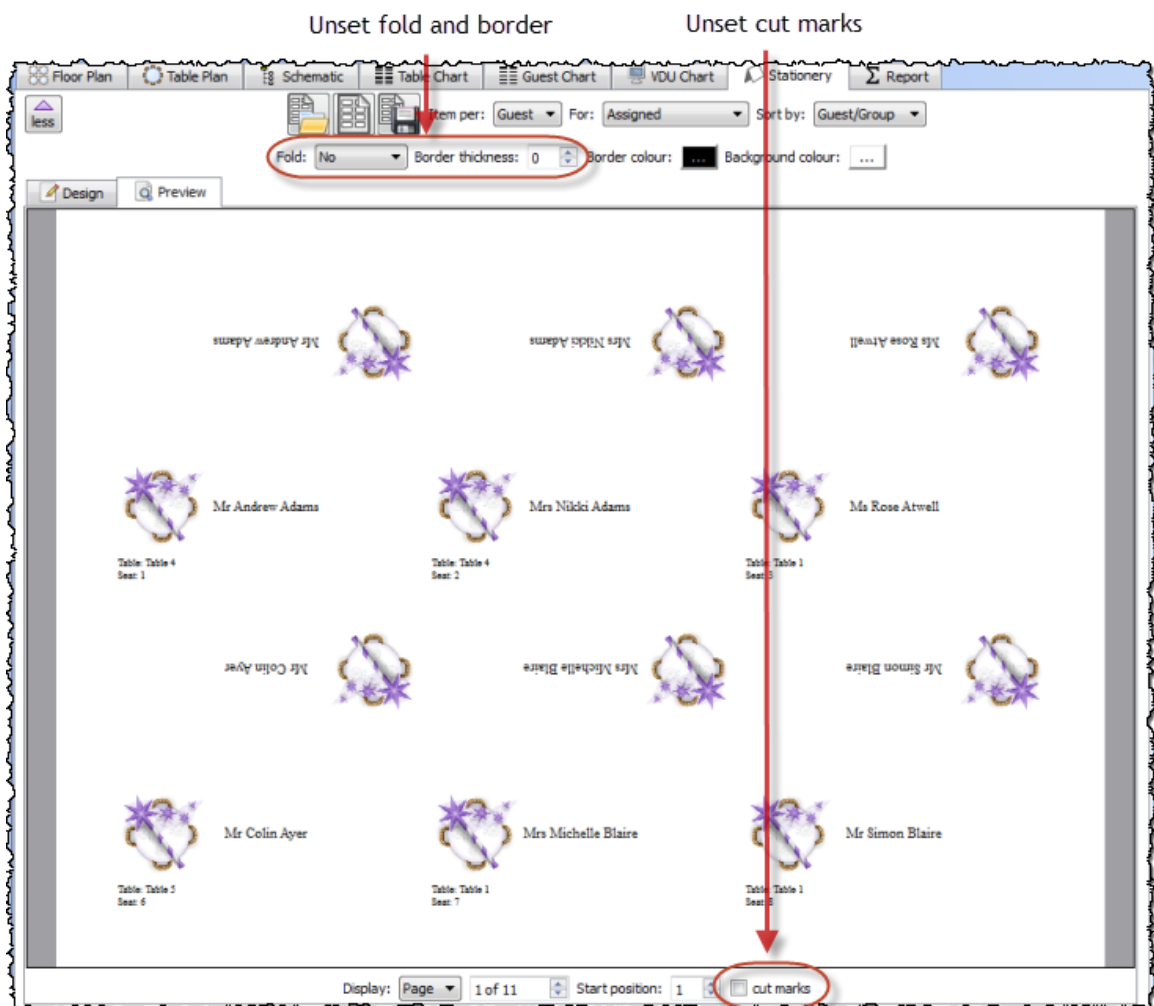 Unset fold and border Unset cut marks
Floor Plan Table Plan Schematic Table Chart Guest Chart VDU Chart Stationery Σ Report
less Item per: Guest For: Assigned Sort by: Guest/Group
Fold: No Border thickness: 0 Border colour: ... Background colour: ...
Design Preview
Mr Andrew Adams Mrs Nikki Adams Ms Rose Atwell
Mr Andrew Adams Mrs Nikki Adams Ms Rose Atwell
Table: Table 4 Table: Table 4 Table: Table 1
Seat: 1 Seat: 2 Seat: 3
Mr Colin Ayer Mrs Michelle Blaire Mr Simon Blaire
Mr Colin Ayer Mrs Michelle Blaire Mr Simon Blaire
Table: Table 5 Table: Table 1 Table: Table 1
Seat: 6 Seat: 7 Seat: 8
Display: Page 1 of 11 Start position: 1 cut marks